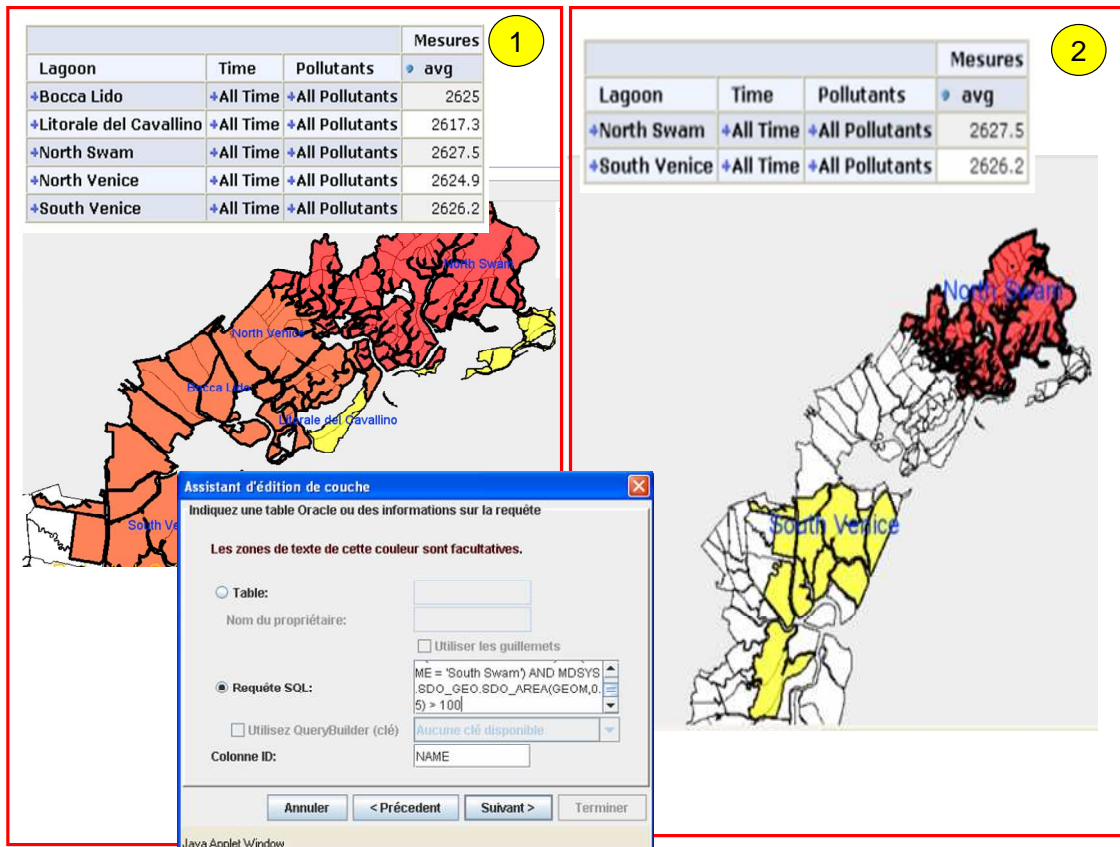 1
Mesures
Lagoon Time Pollutants avg
+Bocca Lido +All Time +All Pollutants 2625
+Litorale del Cavallino +All Time +All Pollutants 2617.3
+North Swam +All Time +All Pollutants 2627.5
+North Venice +All Time +All Pollutants 2624.9
+South Venice +All Time +All Pollutants 2626.2
North Swam
North Venice
Bocca Lido
Litorale del Cavallino
South Ve
2
Mesures
Lagoon Time Pollutants avg
+North Swam +All Time +All Pollutants 2627.5
+South Venice +All Time +All Pollutants 2626.2
North Swam
South Venice
Assistant d'édition de couche
Indiquez une table Oracle ou des informations sur la requête
Les zones de texte de cette couleur sont facultatives.
Table:
Nom du propriétaire:
Utiliser les guillemets
Requête SQL:
ME = 'South Swam') AND MDSYS
.SDO_GEO.SDO_AREA(GEOM,0.
5) > 100
Utilisez QueryBuilder (clé) Aucune clé disponible
Colonne ID: NAME
Annuler < Précedent Suivant > Terminer
Java Applet Window